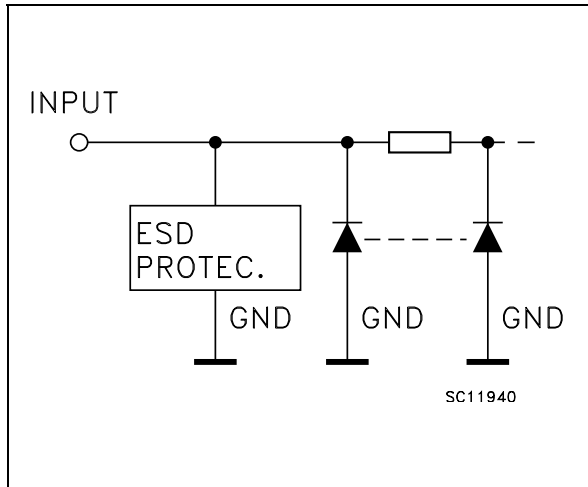 INPUT
ESD
PROTEC.
GND
GND
GND
SC11940